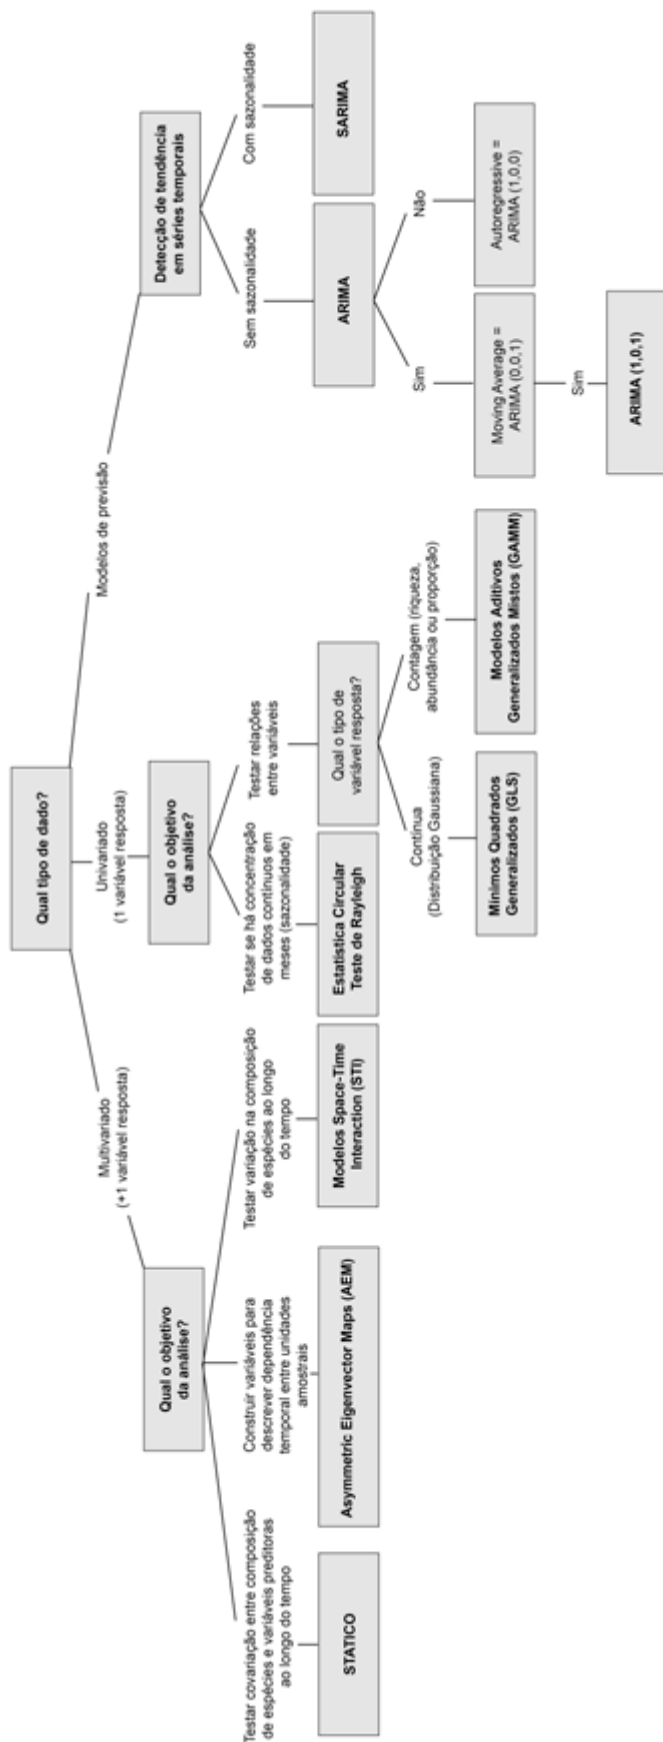 Qual tipo de dado?
Multivariado
(+1 variável resposta)
Univariado
(1 variável resposta)
Modelos de previsão
Qual o objetivo
da análise?
Qual o objetivo
da análise?
Detecção de tendência
em séries temporais
Testar covariação entre composição
de espécies e variáveis preditoras
ao longo do tempo
Construir variáveis para
descrever dependência
temporal entre unidades
amostrais
Testar variação na composição
de espécies ao longo
do tempo
Testar se há concentração
de dados contínuos em
meses (sazonalidade)
Testar relações
entre variáveis
Sem sazonalidade
Com sazonalidade
STATICO
Asymmetric Eigenvector Maps (AEM)
Modelos Space-Time
Interaction (STI)
Estatística Circular
Teste de Rayleigh
Qual o tipo de
variável resposta?
ARIMA
SARIMA
Contínua
(Distribuição Gaussiana)
Contagem (riqueza,
abundância ou proporção)
Sim
Não
Mínimos Quadrados
Generalizados (GLS)
Modelos Aditivos
Generalizados Mistos (GAMM)
Moving Average =
ARIMA (0,0,1)
Autoregressive =
ARIMA (1,0,0)
Sim
ARIMA (1,0,1)